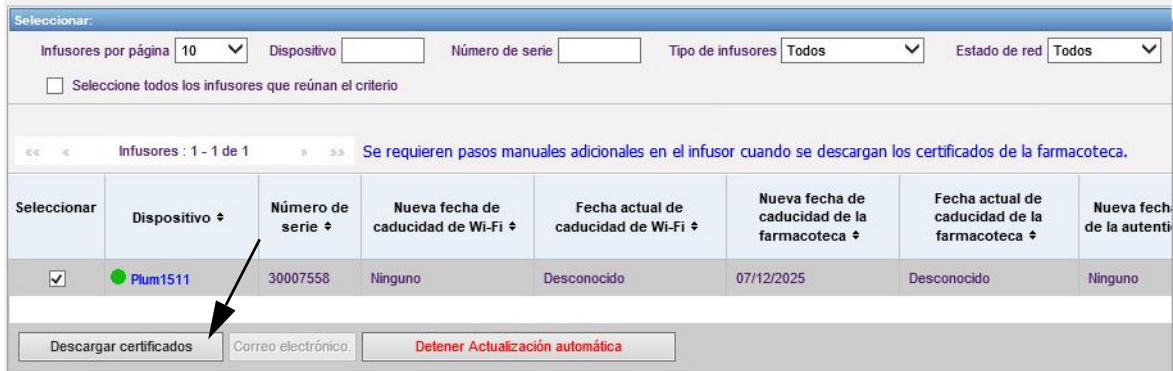 Seleccionar:
Infusores por página 10 Dispositivo Número de serie Tipo de infusores Todos Estado de red Todos
Seleccione todos los infusores que reúnan el criterio
<< < Infusores : 1 - 1 de 1 > >> Se requieren pasos manuales adicionales en el infusor cuando se descargan los certificados de la farmacoteca.
Seleccionar
Dispositivo
Número de
serie
Nueva fecha de
caducidad de Wi-Fi
Fecha actual de
caducidad de Wi-Fi
Nueva fecha de
caducidad de la
farmacoteca
Fecha actual de
caducidad de la
farmacoteca
Nueva fech
de la autenti
Plum1511 30007558 Ninguno Desconocido 07/12/2025 Desconocido Ninguno
Descargar certificados Correo electrónico. Detener Actualización automática